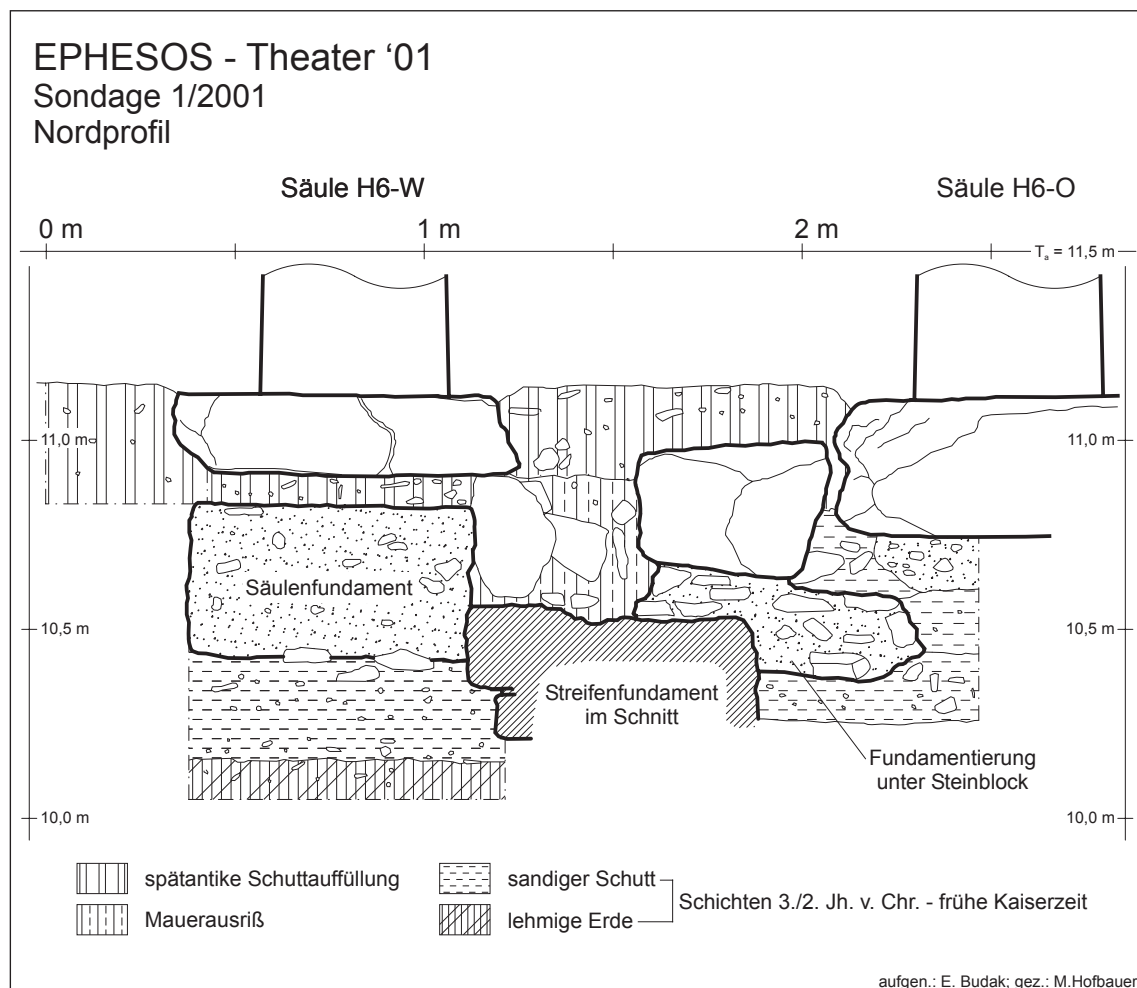 EPHESOS - Theater ‘01
Sondage 1/2001
Nordprofil
Säule H6-W
Säule H6-O
0 m
1 m
2 m
Tₐ = 11,5 m
11,0 m
11,0 m
Säulenfundament
10,5 m
10,5 m
Streifenfundament
im Schnitt
Fundamentierung
unter Steinblock
10,0 m
10,0 m
spätantike Schuttauffüllung
Mauerausriß
sandiger Schutt
lehmige Erde
Schichten 3./2. Jh. v. Chr. - frühe Kaiserzeit
aufgen.: E. Budak; gez.: M.Hofbauer